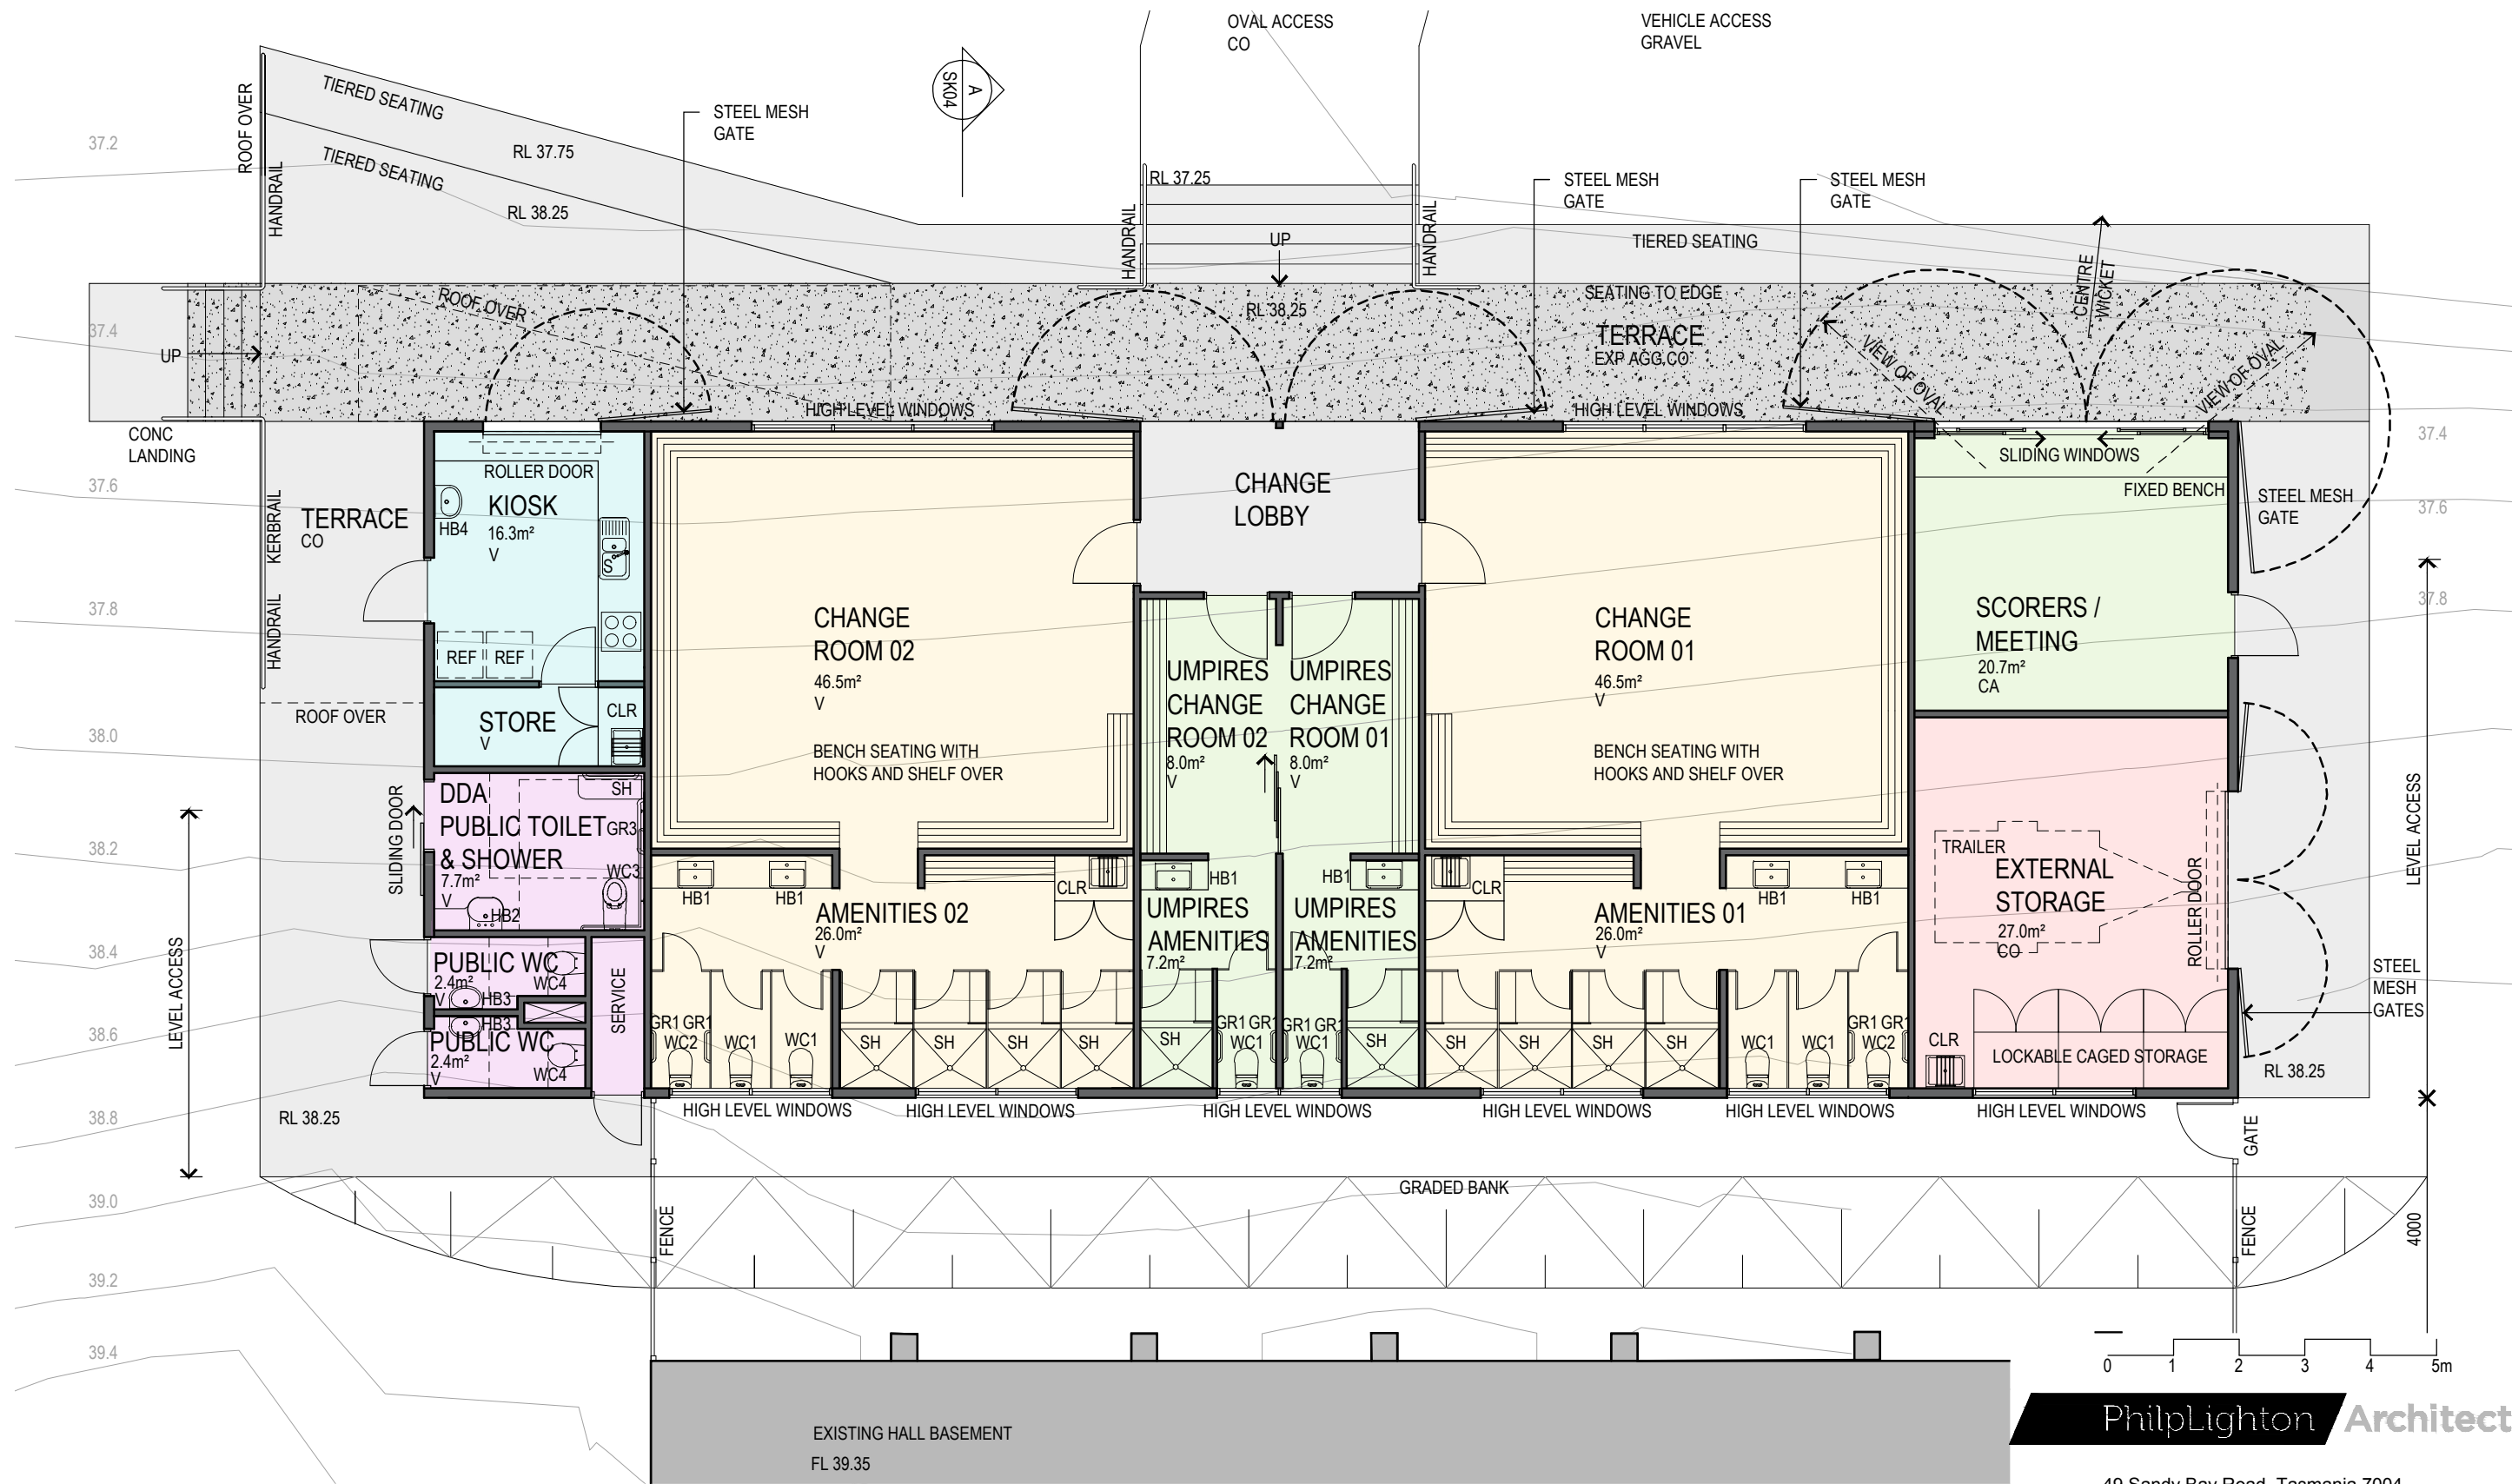 OVAL ACCESS
CO
VEHICLE ACCESS
GRAVEL
TIERED SEATING
ROOF OVER
A
SK04
STEEL MESH
GATE
37.2
RL 37.75
TIERED SEATING
HANDRAIL
RL 38.25
RL 37.25
STEEL MESH
GATE
STEEL MESH
GATE
HANDRAIL
UP
HANDRAIL
TIERED SEATING
CENTRE
WICKET
ROOF OVER
SEATING TO EDGE
RL 38.25
37.4
UP
TERRACE
EXP AGG CO
VIEW OF OVAL
VIEW OF OVAL
HIGH LEVEL WINDOWS
HIGH LEVEL WINDOWS
CONC
LANDING
37.4
ROLLER DOOR
SLIDING WINDOWS
37.6
FIXED BENCH
KIOSK
16.3m²
V
HB4
CHANGE
LOBBY
STEEL MESH
GATE
37.6
TERRACE
CO
KERBRAIL
S
37.8
HANDRAIL
37.8
REF
REF
CHANGE
ROOM 02
46.5m²
V
CHANGE
ROOM 01
46.5m²
V
SCORERS /
MEETING
20.7m²
CA
UMPIRES
CHANGE
ROOM 02
8.0m²
V
UMPIRES
CHANGE
ROOM 01
8.0m²
V
ROOF OVER
STORE
V
CLR
38.0
BENCH SEATING WITH
HOOKS AND SHELF OVER
BENCH SEATING WITH
HOOKS AND SHELF OVER
SLIDING DOOR
DDA
PUBLIC TOILET
& SHOWER
7.7m²
V
SH
GR3
WC3
HB2
LEVEL ACCESS
38.2
TRAILER
EXTERNAL
STORAGE
27.0m²
CO
ROLLER DOOR
HB1
HB1
CLR
HB1
HB1
CLR
HB1
HB1
AMENITIES 02
26.0m²
V
UMPIRES
AMENITIES
7.2m²
UMPIRES
AMENITIES
7.2m²
AMENITIES 01
26.0m²
V
38.4
LEVEL ACCESS
PUBLIC WC
2.4m²
V
WC4
HB3
SERVICE
STEEL
MESH
GATES
38.6
HB3
PUBLIC WC
2.4m²
V
WC4
GR1 GR1
WC2
WC1
WC1
SH
SH
SH
SH
SH
GR1 GR1
WC1
GR1 GR1
WC1
SH
SH
SH
SH
SH
WC1
WC1
GR1 GR1
WC2
CLR
LOCKABLE CAGED STORAGE
RL 38.25
38.8
RL 38.25
HIGH LEVEL WINDOWS
HIGH LEVEL WINDOWS
HIGH LEVEL WINDOWS
HIGH LEVEL WINDOWS
HIGH LEVEL WINDOWS
HIGH LEVEL WINDOWS
GATE
39.0
GRADED BANK
FENCE
FENCE
4000
39.2
39.4
0 1 2 3 4 5m
PhilpLighton Architect
EXISTING HALL BASEMENT
FL 39.35
49 Sandy Bay Road, Tasmania 7004